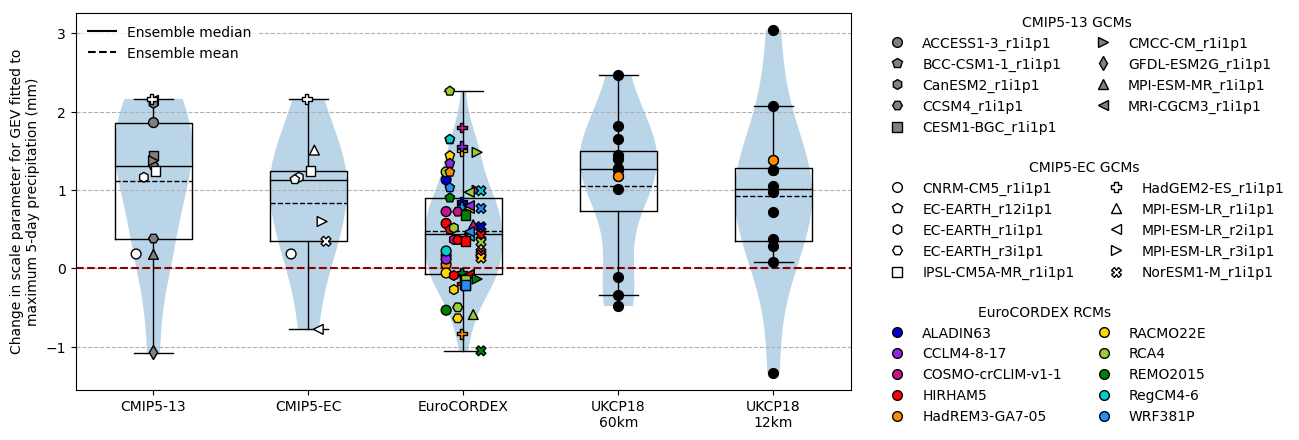 Change in scale parameter for GEV fitted to
maximum 5-day precipitation (mm)
3
2
1
0
−1
Ensemble median
Ensemble mean
CMIP5-13
CMIP5-EC
EuroCORDEX
UKCP18
60km
UKCP18
12km
CMIP5-13 GCMs
ACCESS1-3_r1i1p1
BCC-CSM1-1_r1i1p1
CanESM2_r1i1p1
CCSM4_r1i1p1
CESM1-BGC_r1i1p1
CMCC-CM_r1i1p1
GFDL-ESM2G_r1i1p1
MPI-ESM-MR_r1i1p1
MRI-CGCM3_r1i1p1
CMIP5-EC GCMs
CNRM-CM5_r1i1p1
EC-EARTH_r12i1p1
EC-EARTH_r1i1p1
EC-EARTH_r3i1p1
IPSL-CM5A-MR_r1i1p1
HadGEM2-ES_r1i1p1
MPI-ESM-LR_r1i1p1
MPI-ESM-LR_r2i1p1
MPI-ESM-LR_r3i1p1
NorESM1-M_r1i1p1
EuroCORDEX RCMs
ALADIN63
CCLM4-8-17
COSMO-crCLIM-v1-1
HIRHAM5
HadREM3-GA7-05
RACMO22E
RCA4
REMO2015
RegCM4-6
WRF381P